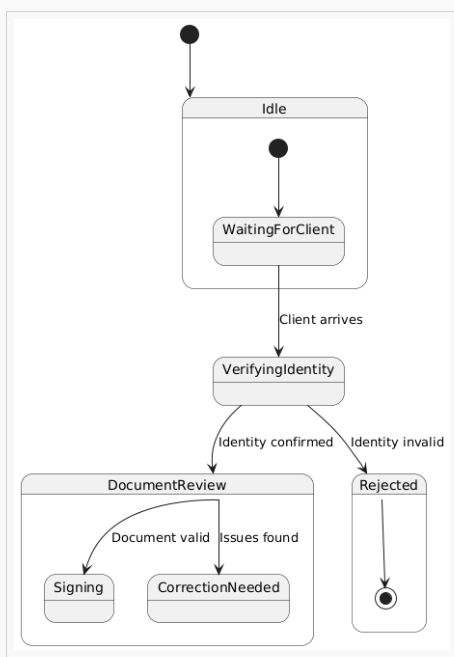 Idle
WaitingForClient
Client arrives
VerifyingIdentity
Identity confirmed
Identity invalid
DocumentReview
Rejected
Document valid
Issues found
Signing
CorrectionNeeded